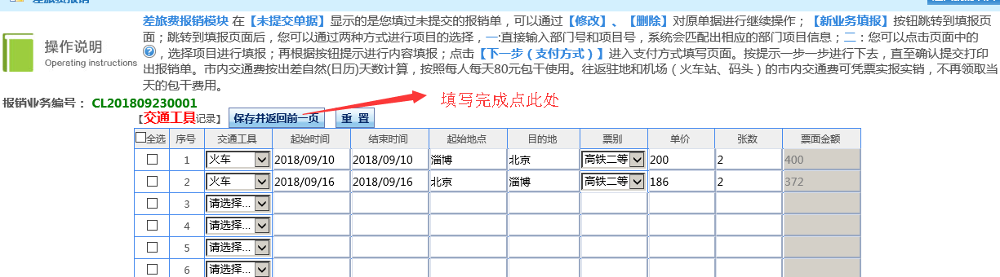 差旅费报销
差旅费报销模块 在【未提交单据】显示的是您填过未提交的报销单，可以通过【修改】、【删除】对原单据进行继续操作；【新业务填报】按钮跳转到填报页
面；跳转到填报页面后，您可以通过两种方式进行项目的选择，一:直接输入部门号和项目号，系统会匹配出相应的部门项目信息；二：您可以点击页面中的
，选择项目进行填报；再根据按钮提示进行内容填报；点击【下一步（支付方式）】进入支付方式填写页面。按提示一步一步进行下去，直至确认提交打印
出报销单。市内交通费按出差自然(日历)天数计算，按照每人每天80元包干使用。往返驻地和机场（火车站、码头）的市内交通费可凭票实报实销，不再领取当
天的包干费用。
操作说明
Operating instructions
报销业务编号： CL201809230001
【交通工具记录】 保存并返回前一页 重 置 填写完成点此处
全选 序号 交通工具 起始时间 结束时间 起始地点 目的地 票别 单价 张数 票面金额
1 火车 2018/09/10 2018/09/10 淄博 北京 高铁二等 200 2 400
2 火车 2018/09/16 2018/09/16 北京 淄博 高铁二等 186 2 372
3 请选择...
4 请选择...
5 请选择...
6 请选择...